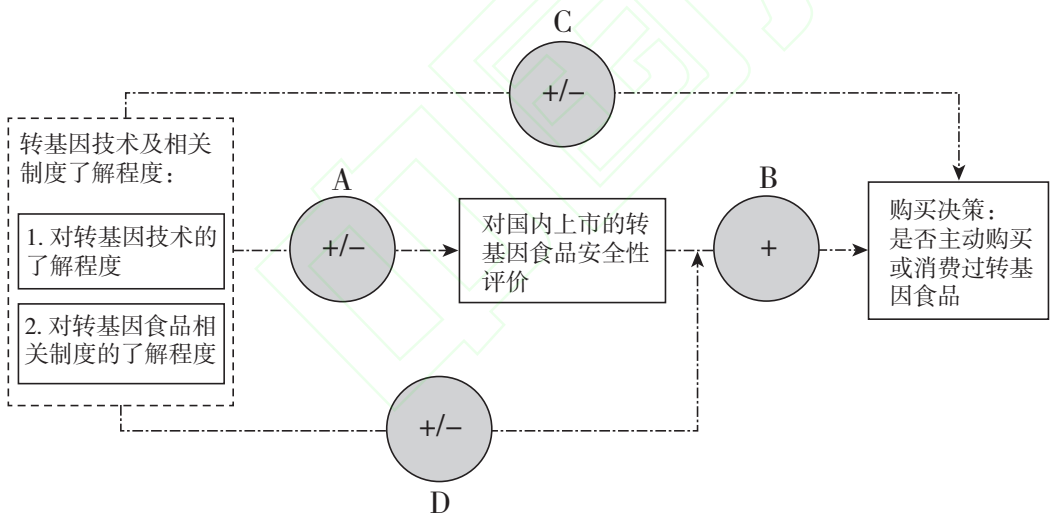 C
+/−
转基因技术及相关
制度了解程度：
1. 对转基因技术的
了解程度
2. 对转基因食品相
关制度的了解程度
A
+/−
对国内上市的转
基因食品安全性
评价
B
+
购买决策：
是否主动购买
或消费过转基
因食品
+/−
D